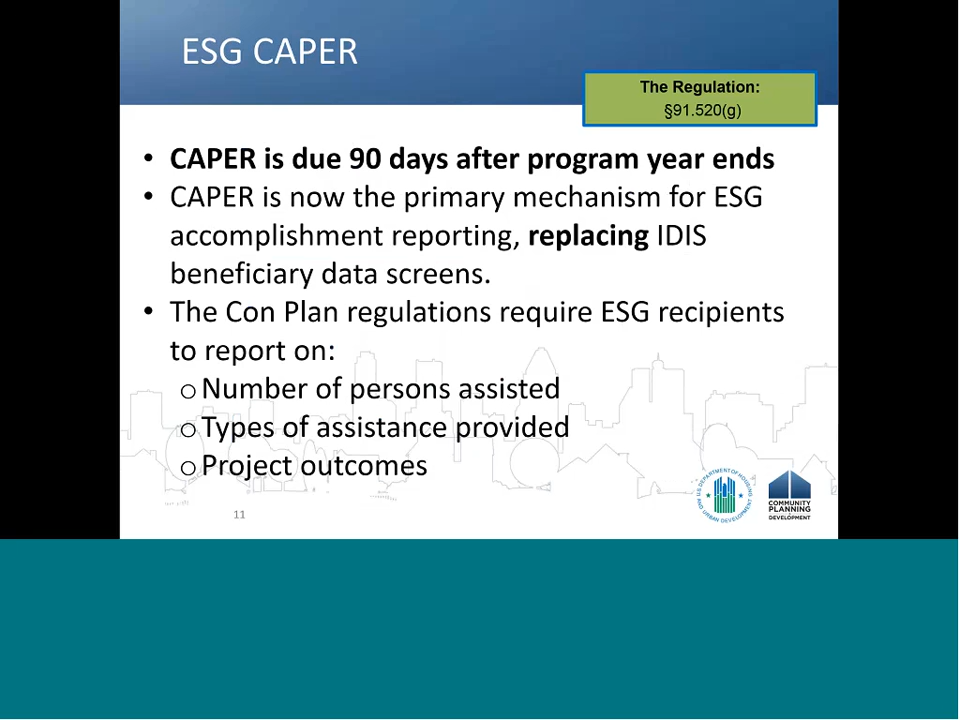 ESG CAPER
The Regulation:
§91.520(g)
• CAPER is due 90 days after program year ends
• CAPER is now the primary mechanism for ESG
accomplishment reporting, replacing IDIS
beneficiary data screens.
• The Con Plan regulations require ESG recipients
to report on:
o Number of persons assisted
o Types of assistance provided
o Project outcomes
U.S. DEPARTMENT OF HOUSING
AND URBAN DEVELOPMENT
COMMUNITY
PLANNING
DEVELOPMENT
11